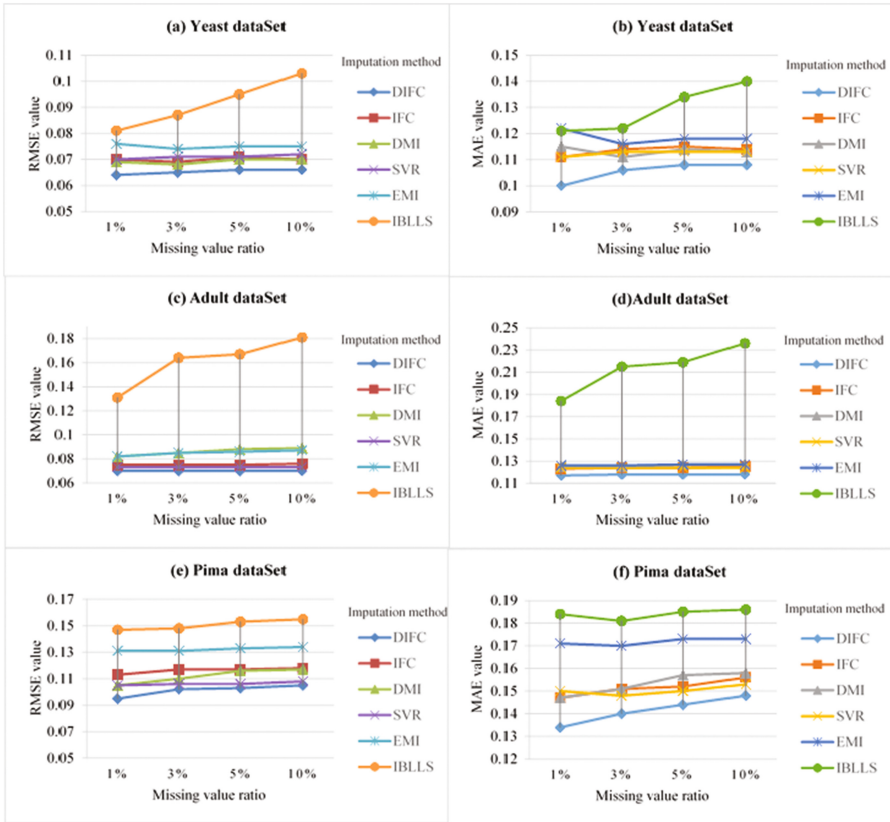 (a) Yeast dataSet
RMSE value
0.11
0.1
0.09
0.08
0.07
0.06
0.05
1% 3% 5% 10%
Missing value ratio
Imputation method
DIFC
IFC
DMI
SVR
EMI
IBLLS
(b) Yeast dataSet
MAE value
0.15
0.14
0.13
0.12
0.11
0.1
0.09
1% 3% 5% 10%
Missing value ratio
Imputation method
DIFC
IFC
DMI
SVR
EMI
IBLLS
(c) Adult dataSet
RMSE value
0.18
0.16
0.14
0.12
0.1
0.08
0.06
1% 3% 5% 10%
Missing value ratio
Imputation method
DIFC
IFC
DMI
SVR
EMI
IBLLS
(d)Adult dataSet
MAE value
0.25
0.23
0.21
0.19
0.17
0.15
0.13
0.11
1% 3% 5% 10%
Missing value ratio
Imputation method
DIFC
IFC
DMI
SVR
EMI
IBLLS
(e) Pima dataSet
RMSE value
0.17
0.15
0.13
0.11
0.09
0.07
0.05
1% 3% 5% 10%
Missing value ratio
Imputation method
DIFC
IFC
DMI
SVR
EMI
IBLLS
(f) Pima dataSet
MAE value
0.19
0.18
0.17
0.16
0.15
0.14
0.13
0.12
1% 3% 5% 10%
Missing value ratio
Imputation method
DIFC
IFC
DMI
SVR
EMI
IBLLS